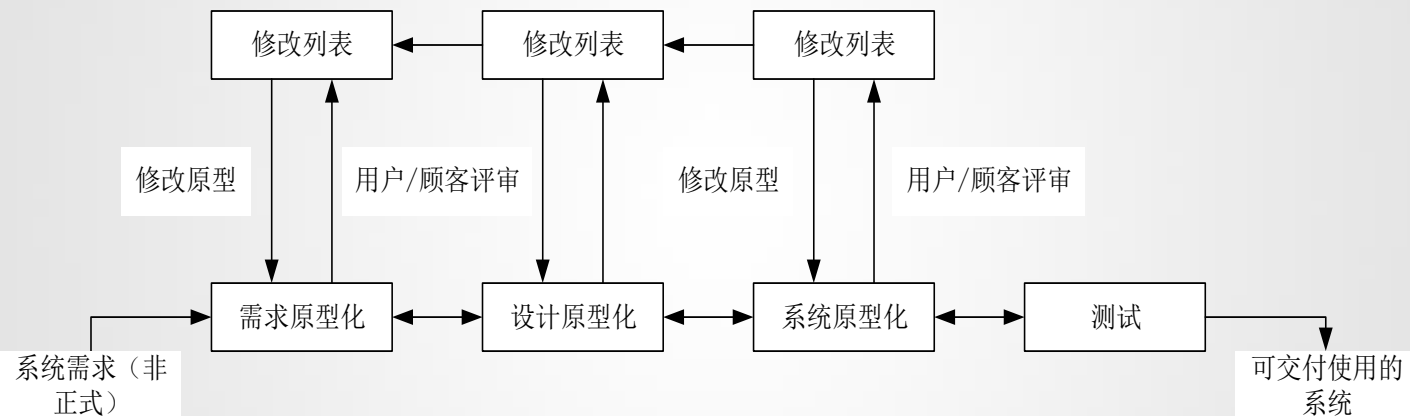 修改列表
修改列表
修改列表
修改原型
用户/顾客评审
修改原型
用户/顾客评审
需求原型化
设计原型化
系统原型化
测试
系统需求（非
正式）
可交付使用的
系统